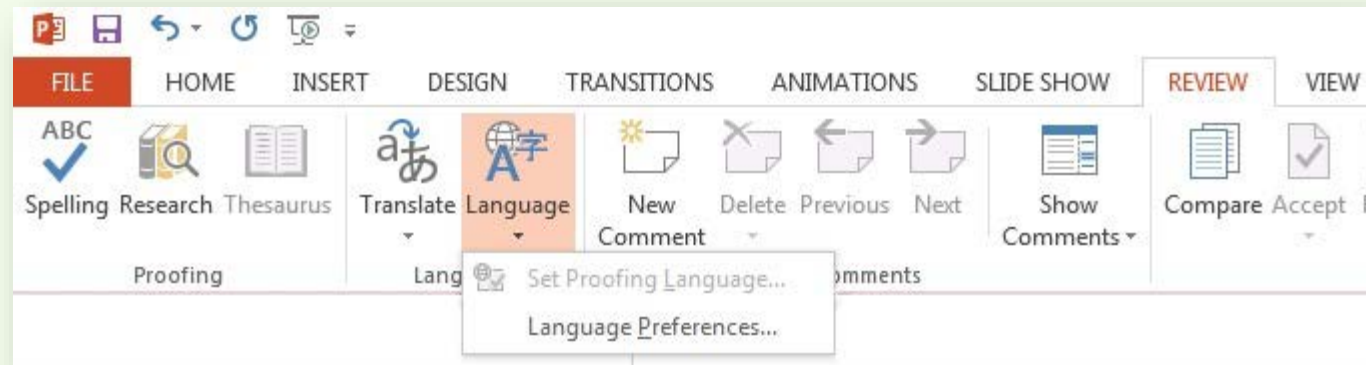 FILE HOME INSERT DESIGN TRANSITIONS ANIMATIONS SLIDE SHOW REVIEW VIEW
ABC
Spelling Research Thesaurus Translate Language New Comment Delete Previous Next Show Comments Compare Accept
Proofing Lang mments
Set Proofing Language...
Language Preferences...